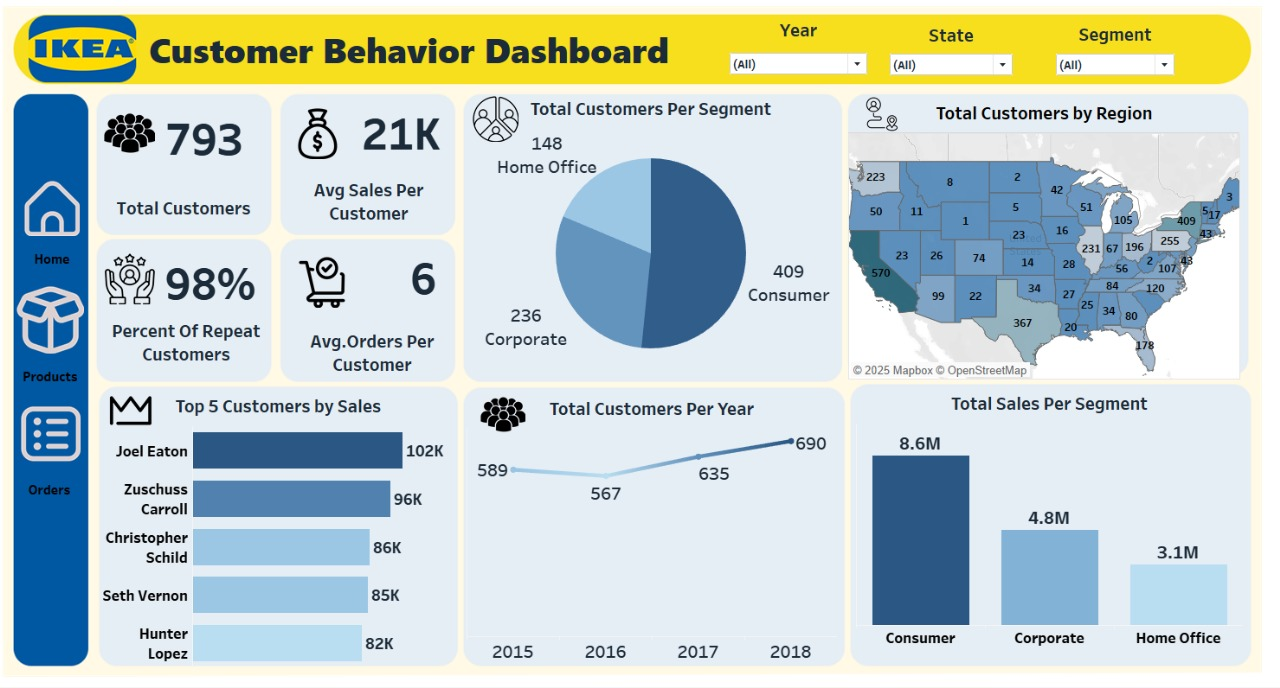 IKEA
Customer Behavior Dashboard
Year
(All)
State
(All)
Segment
(All)
Home
Products
Orders
793
Total Customers
21K
Avg Sales Per
Customer
98%
Percent Of Repeat
Customers
6
Avg.Orders Per
Customer
Total Customers Per Segment
148
Home Office
409
Consumer
236
Corporate
Total Customers by Region
223
8
2
42
3
50
11
1
5
51
105
409
5
17
23
16
43
23
26
74
14
231
67
196
255
570
28
56
2
107
43
99
22
34
27
84
120
25
34
80
367
20
178
© 2025 Mapbox © OpenStreetMap
Top 5 Customers by Sales
Joel Eaton
102K
Zuschuss
Carroll
96K
Christopher
Schild
86K
Seth Vernon
85K
Hunter
Lopez
82K
Total Customers Per Year
589
567
635
690
2015
2016
2017
2018
Total Sales Per Segment
8.6M
4.8M
3.1M
Consumer
Corporate
Home Office